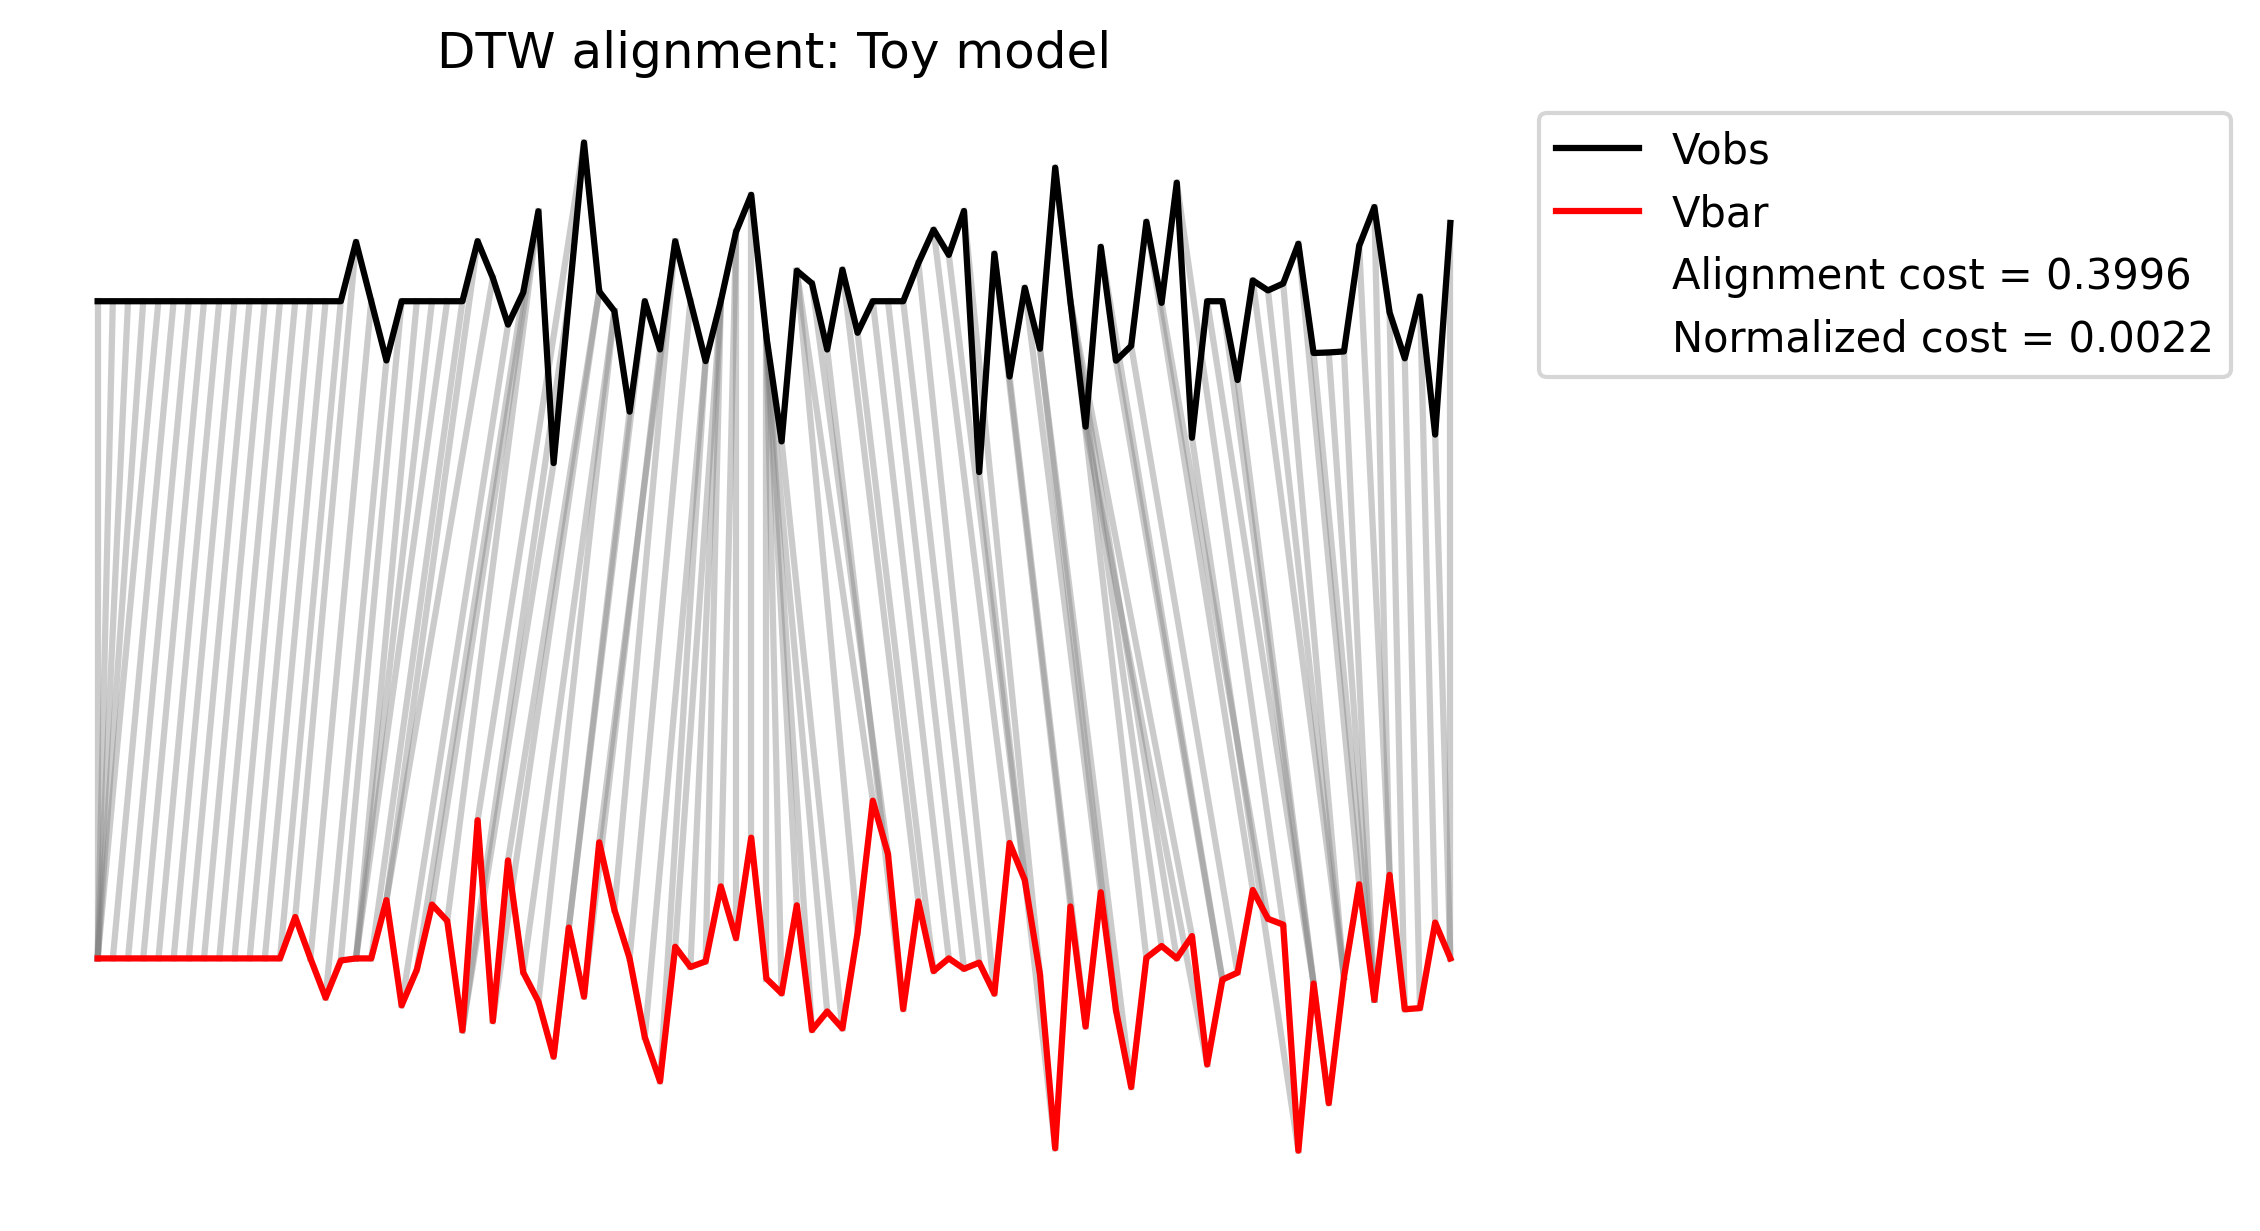 DTW alignment: Toy model
Vobs
Vbar
Alignment cost = 0.3996
Normalized cost = 0.0022